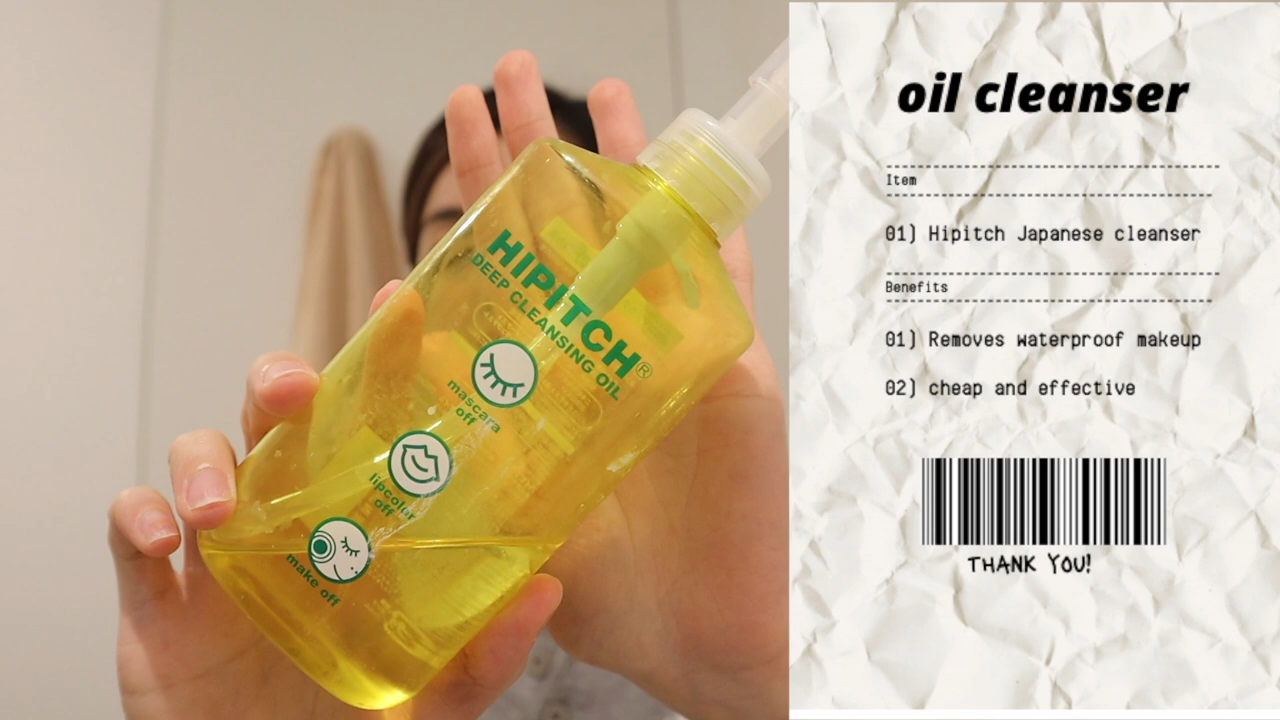 HIPITCH®
DEEP CLEANSING OIL
mascara
off
lipcolor
off
make off
oil cleanser
Item
01) Hipitch Japanese cleanser
Benefits
01) Removes waterproof makeup
02) cheap and effective
THANK YOU!